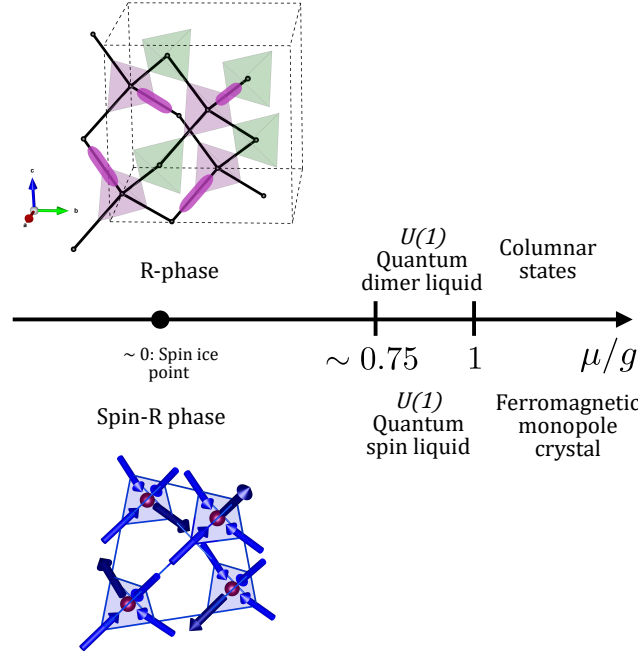 c
b
a
R-phase
U(1)
Quantum
dimer liquid
Columnar
states
~ 0: Spin ice
point
∼ 0.75
1
μ/g
Spin-R phase
U(1)
Quantum
spin liquid
Ferromagnetic
monopole
crystal